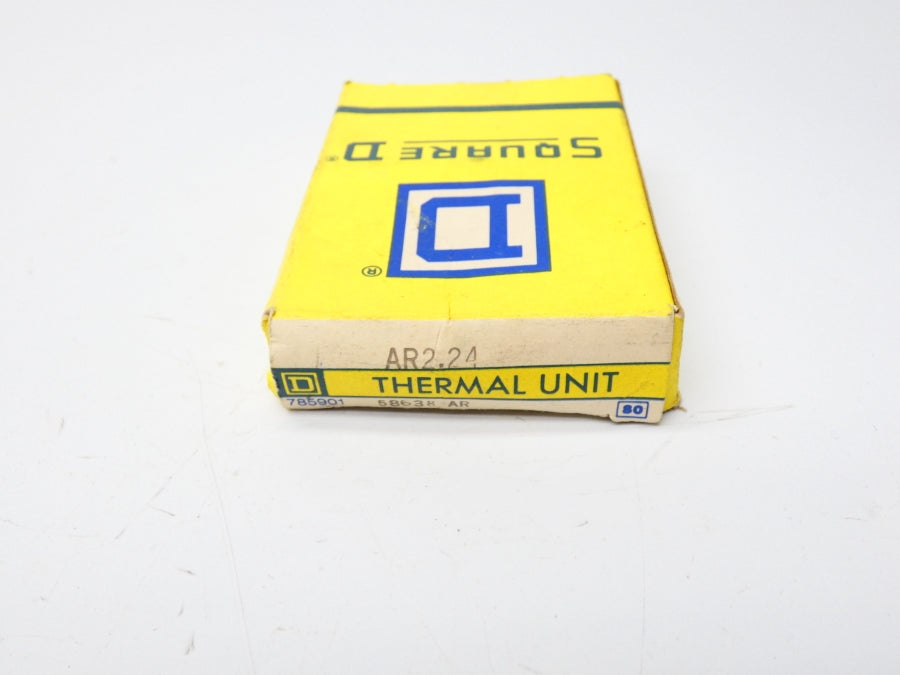 SQUARE D®
D
®
AR2.24
D THERMAL UNIT
785901 58638 AR 80